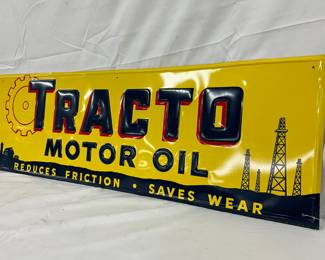 TRACTO
MOTOR OIL
REDUCES FRICTION • SAVES WEAR